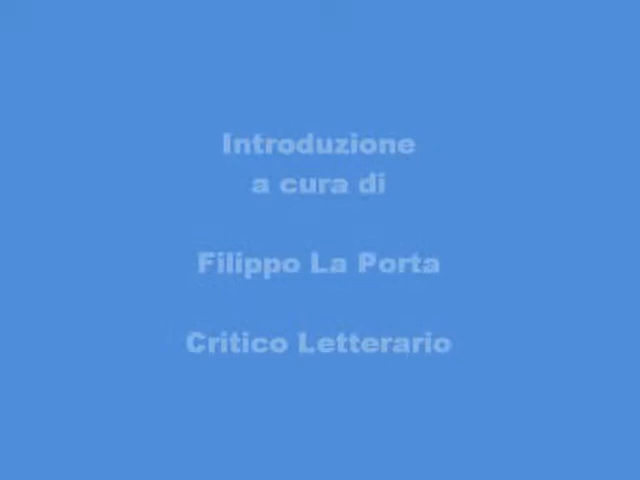 Introduzione
a cura di
Filippo La Porta
Critico Letterario